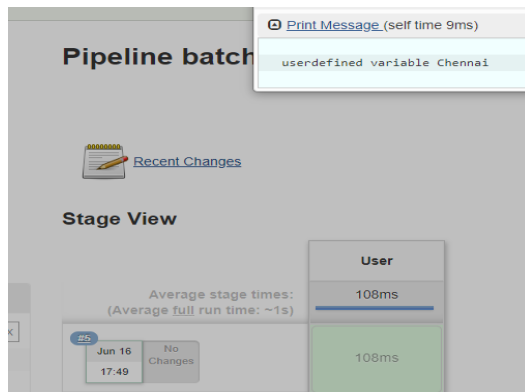 Print Message (self time 9ms)
Pipeline batch
userdefined variable Chennai
Recent Changes
Stage View
User
Average stage times:
(Average full run time: ~1s)
108ms
X
#5
Jun 16
17:49
No
Changes
108ms